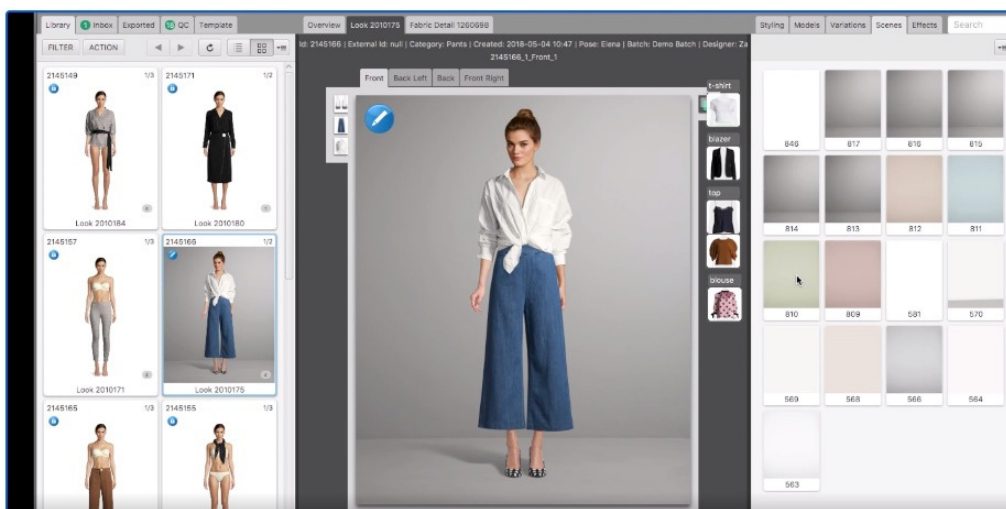 Library 1 Inbox Exported 18 QC Template
Overview Look 2010175 Fabric Detail 1260698
Styling Models Variations Scenes Effects Search
FILTER ACTION
Id: 2145166 | External Id: null | Category: Pants | Created: 2018-05-04 10:47 | Pose: Elena | Batch: Demo Batch | Designer: Za
2145166_1_Front_1
Front Back Left Back Front Right
2145149 1/3
2145171 1/2
Look 2010184
Look 2010180
2145157 1/3
2145166 1/2
Look 2010171
Look 2010175
2145165 1/3
2145155 1/3
t-shirt
blazer
top
blouse
846 817 816 815
814 813 812 811
810 809 581 570
569 568 566 564
563